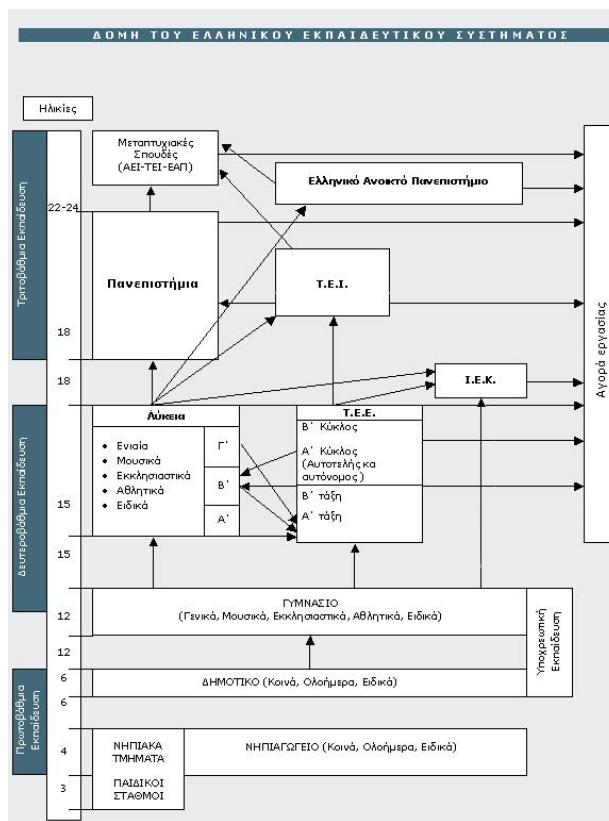 ΔΟΜΗ ΤΟΥ ΕΛΛΗΝΙΚΟΥ ΕΚΠΑΙΔΕΥΤΙΚΟΥ ΣΥΣΤΗΜΑΤΟΣ
Ηλικίες
Τριτοβάθμια Εκπαίδευση
22-24
18
Μεταπτυχιακές
Σπουδές
(ΑΕΙ-ΤΕΙ-ΕΑΠ)
Ελληνικό Ανοικτό Πανεπιστήμιο
Πανεπιστήμια
Τ.Ε.Ι.
Αγορά εργασίας
18
Ι.Ε.Κ.
Δευτεροβάθμια Εκπαίδευση
15
15
12
Λύκεια
• Ενιαία
• Μουσικά
• Εκκλησιαστικά
• Αθλητικά
• Ειδικά
Γ΄
Β΄
Α΄
Τ.Ε.Ε.
Β΄ Κύκλος
Α΄ Κύκλος
(Αυτοτελής κα
αυτόνομος )
Β΄ τάξη
Α΄ τάξη
ΓΥΜΝΑΣΙΟ
(Γενικά, Μουσικά, Εκκλησιαστικά, Αθλητικά, Ειδικά)
Υποχρεωτική
Εκπαίδευση
12
6
ΔΗΜΟΤΙΚΟ (Κοινά, Ολοήμερα, Ειδικά)
6
Πρωτοβάθμια
Εκπαίδευση
4
ΝΗΠΙΑΚΑ
ΤΜΗΜΑΤΑ
ΝΗΠΙΑΓΩΓΕΙΟ (Κοινά, Ολοήμερα, Ειδικά)
3
ΠΑΙΔΙΚΟΙ
ΣΤΑΘΜΟΙ